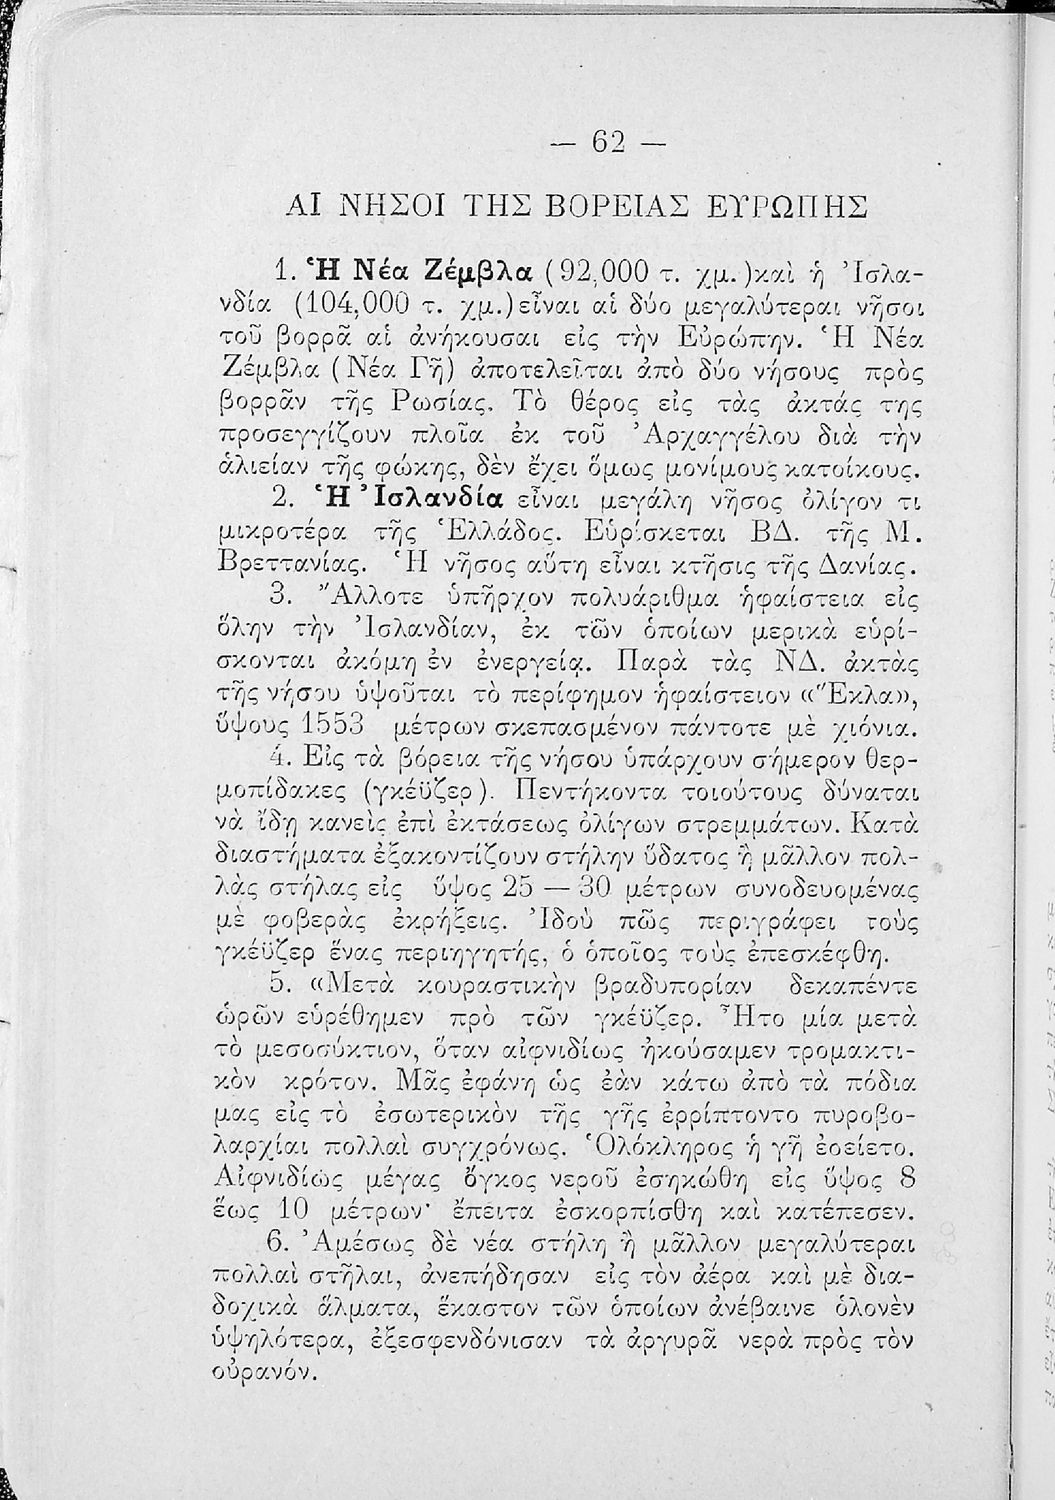 — 62 —
ΑΙ ΝΗΣΟΙ ΤΗΣ ΒΟΡΕΙΑΣ ΕΥΡΩΠΗΣ
1. Ἡ Νέα Ζέμβλα (92,000 τ. χμ.)καὶ ἡ Ἰσλα-
νδία (104,000 τ. χμ.)εἶναι αἱ δύο μεγαλύτεραι νῆσοι
τοῦ βορρᾶ αἱ ἀνήκουσαι εἰς τὴν Εὐρώπην. Ἡ Νέα
Ζέμβλα (Νέα Γῆ) ἀποτελεῖται ἀπὸ δύο νήσους πρὸς
βορρᾶν τῆς Ρωσίας. Τὸ θέρος εἰς τὰς ἀκτάς της
προσεγγίζουν πλοῖα ἐκ τοῦ Ἀρχαγγέλου διὰ τὴν
ἁλιείαν τῆς φώκης, δὲν ἔχει ὅμως μονίμους κατοίκους.
2. Ἡ Ἰσλανδία εἶναι μεγάλη νῆσος ὀλίγον τι
μικροτέρα τῆς Ἑλλάδος. Εὑρίσκεται ΒΔ. τῆς Μ.
Βρεττανίας. Ἡ νῆσος αὕτη εἶναι κτῆσις τῆς Δανίας.
3. Ἄλλοτε ὑπῆρχον πολυάριθμα ἡφαίστεια εἰς
ὅλην τὴν Ἰσλανδίαν, ἐκ τῶν ὁποίων μερικὰ εὑρί-
σκονται ἀκόμη ἐν ἐνεργείᾳ. Παρὰ τὰς ΝΔ. ἀκτὰς
τῆς νήσου ὑψοῦται τὸ περίφημον ἡφαίστειον «Ἕκλα»,
ὕψους 1553 μέτρων σκεπασμένον πάντοτε μὲ χιόνια.
4. Εἰς τὰ βόρεια τῆς νήσου ὑπάρχουν σήμερον θερ-
μοπίδακες (γκέϋζερ). Πεντήκοντα τοιούτους δύναται
νὰ ἴδῃ κανεὶς ἐπὶ ἐκτάσεως ὀλίγων στρεμμάτων. Κατὰ
διαστήματα ἐξακοντίζουν στήλην ὕδατος ἢ μᾶλλον πολ-
λὰς στήλας εἰς ὕψος 25 — 30 μέτρων συνοδευομένας
μὲ φοβερὰς ἐκρήξεις. Ἰδοὺ πῶς περιγράφει τοὺς
γκέϋζερ ἕνας περιηγητής, ὁ ὁποῖος τοὺς ἐπεσκέφθη.
5. «Μετὰ κουραστικὴν βραδυπορίαν δεκαπέντε
ὡρῶν εὑρέθημεν πρὸ τῶν γκέϋζερ. Ἦτο μία μετὰ
τὸ μεσοσύκτιον, ὅταν αἰφνιδίως ἠκούσαμεν τρομακτι-
κὸν κρότον. Μᾶς ἐφάνη ὡς ἐὰν κάτω ἀπὸ τὰ πόδια
μας εἰς τὸ ἐσωτερικὸν τῆς γῆς ἐρρίπτοντο πυροβο-
λαρχίαι πολλαὶ συγχρόνως. Ὁλόκληρος ἡ γῆ ἐσείετο.
Αἰφνιδίως μέγας ὄγκος νεροῦ ἐσηκώθη εἰς ὕψος 8
ἕως 10 μέτρων· ἔπειτα ἐσκορπίσθη καὶ κατέπεσεν.
6. Ἀμέσως δὲ νέα στήλη ἢ μᾶλλον μεγαλύτεραι
πολλαὶ στῆλαι, ἀνεπήδησαν εἰς τὸν ἀέρα καὶ μὲ δια-
δοχικὰ ἅλματα, ἕκαστον τῶν ὁποίων ἀνέβαινε ὁλονὲν
ὑψηλότερα, ἐξεσφενδόνισαν τὰ ἀργυρᾶ νερὰ πρὸς τὸν
οὐρανόν.